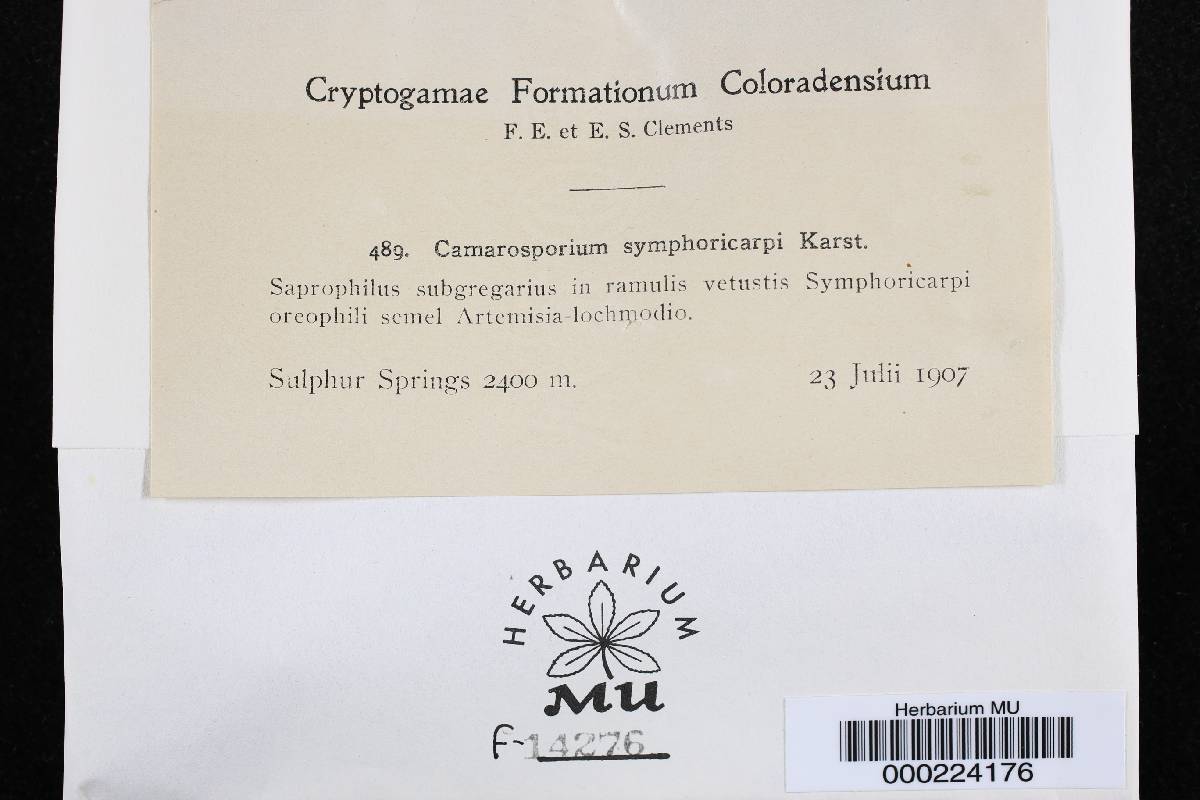 Cryptogamae Formationum Coloradensium
F. E. et E. S. Clements
489. Camarosporium symphoricarpi Karst.
Saprophilus subgregarius in ramulis vetustis Symphoricarpi
oreophili semel Artemisia-lochmodio.
Sulphur Springs 2400 m. 23 Julii 1907
HERBARIUM
MU
F-14276
Herbarium MU
000224176